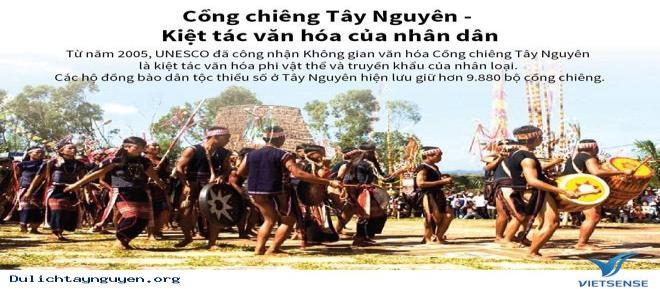 Cồng chiêng Tây Nguyên -
Kiệt tác văn hóa của nhân dân
Từ năm 2005, UNESCO đã công nhận Không gian văn hóa Cồng chiêng Tây Nguyên
là kiệt tác văn hóa phi vật thể và truyền khẩu của nhân loại.
Các hộ đồng bào dân tộc thiểu số ở Tây Nguyên hiện lưu giữ hơn 9.880 bộ cồng chiêng.
Dulichtaynguyen.org
VIETSENSE